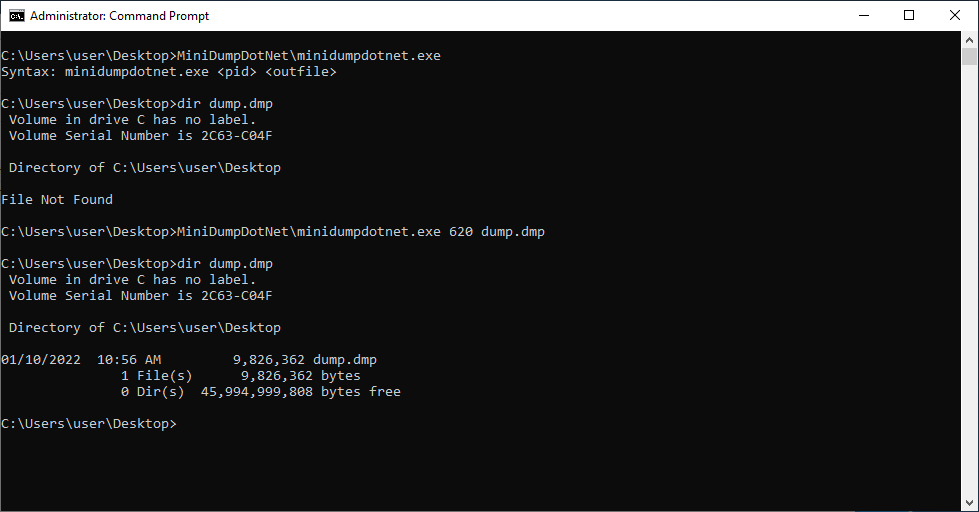 Administrator: Command Prompt
C:\Users\user\Desktop>MiniDumpDotNet\minidumpdotnet.exe
Syntax: minidumpdotnet.exe <pid> <outfile>
C:\Users\user\Desktop>dir dump.dmp
Volume in drive C has no label.
Volume Serial Number is 2C63-C04F
Directory of C:\Users\user\Desktop
File Not Found
C:\Users\user\Desktop>MiniDumpDotNet\minidumpdotnet.exe 620 dump.dmp
C:\Users\user\Desktop>dir dump.dmp
Volume in drive C has no label.
Volume Serial Number is 2C63-C04F
Directory of C:\Users\user\Desktop
01/10/2022  10:56 AM         9,826,362 dump.dmp
1 File(s)      9,826,362 bytes
0 Dir(s)  45,994,999,808 bytes free
C:\Users\user\Desktop>